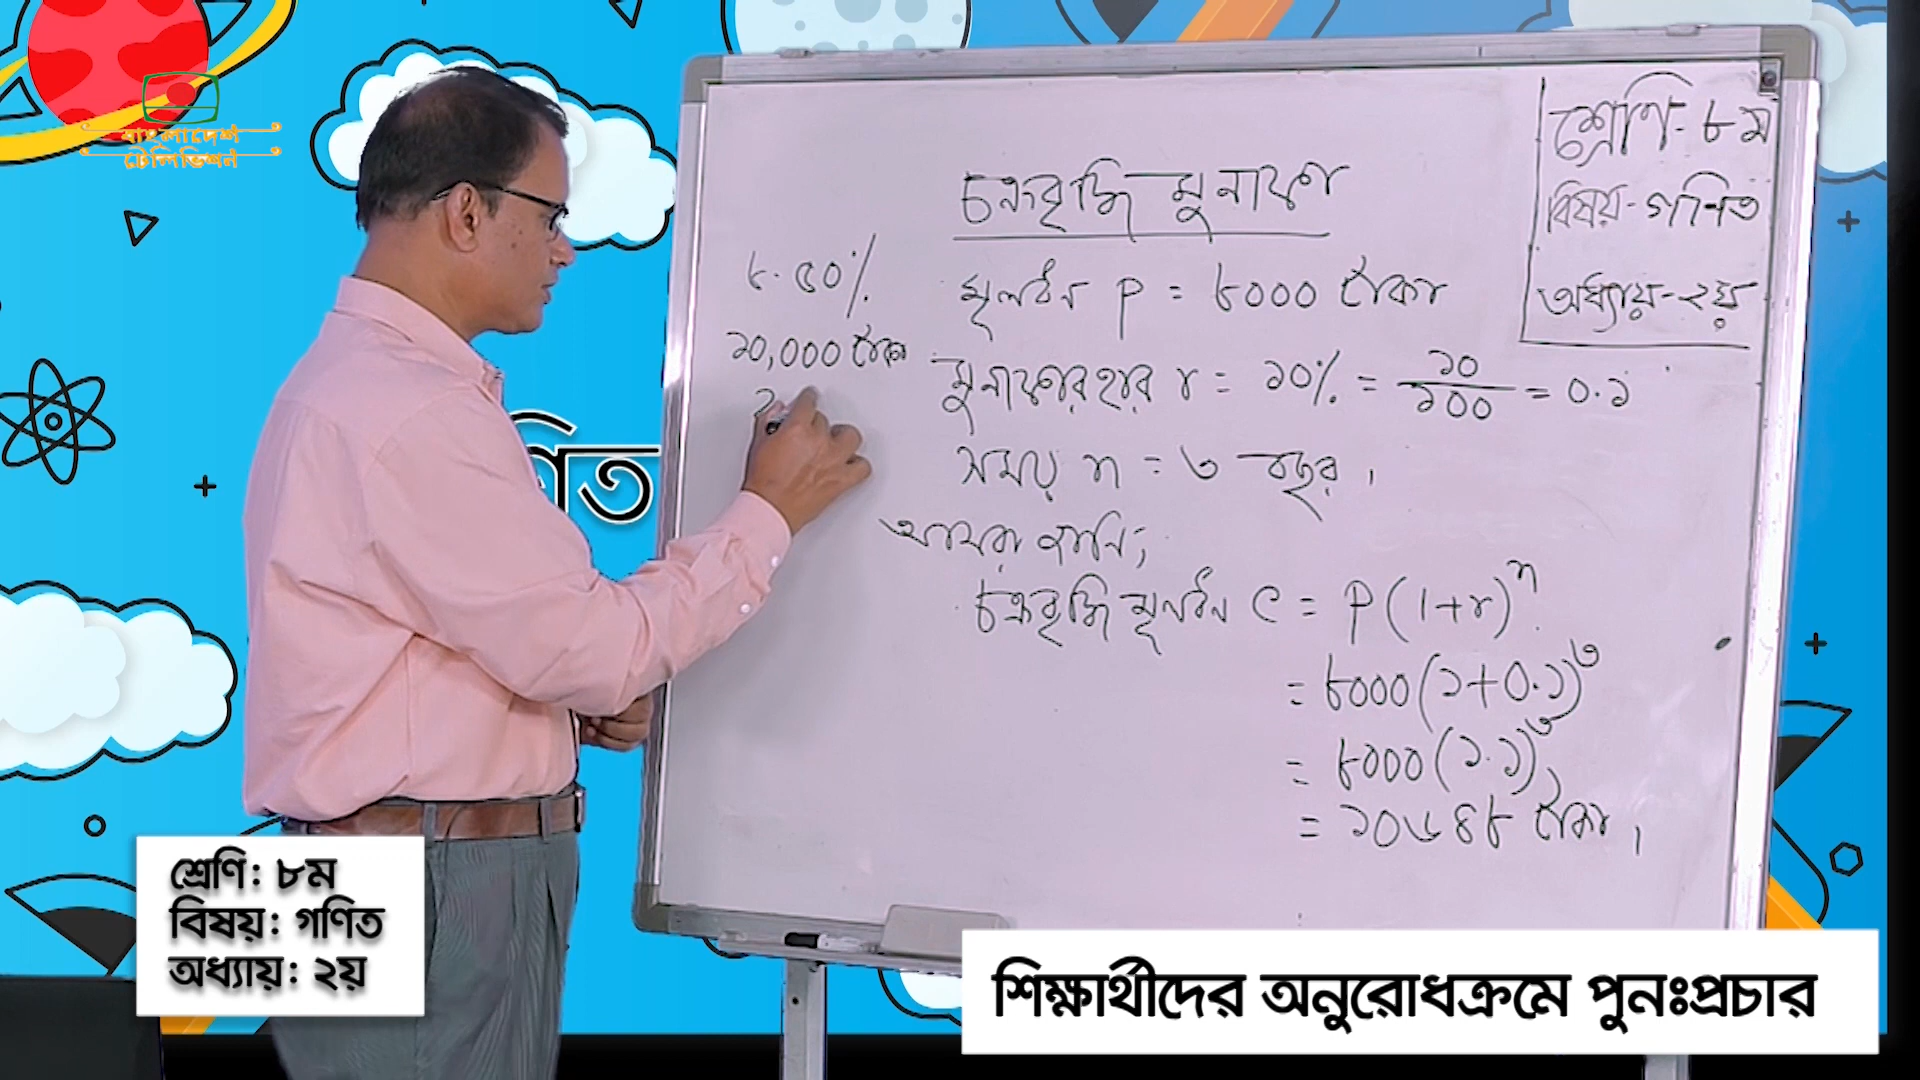 বাংলাদেশ
টেলিভিশন
শ্রেণি- ৮ম
বিষয়- গণিত
অধ্যায়- ২য়
চক্রবৃদ্ধি মুনাফা
মূলধন P = ৮০০০ টাকা
মুনাফার হার r = ১০% = ১০/১০০ = ০.১
সময় n = ৩ বছর।
আমরা জানি,
চক্রবৃদ্ধি মূলধন C = P(1+r)ⁿ
= ৮০০০(১+০.১)³
= ৮০০০(১.১)³
= ১০৬৪৮ টাকা।
৮.৫০%
১০,০০০ টাকা
ণিত
শ্রেণি: ৮ম
বিষয়: গণিত
অধ্যায়: ২য়
শিক্ষার্থীদের অনুরোধক্রমে পুনঃপ্রচার